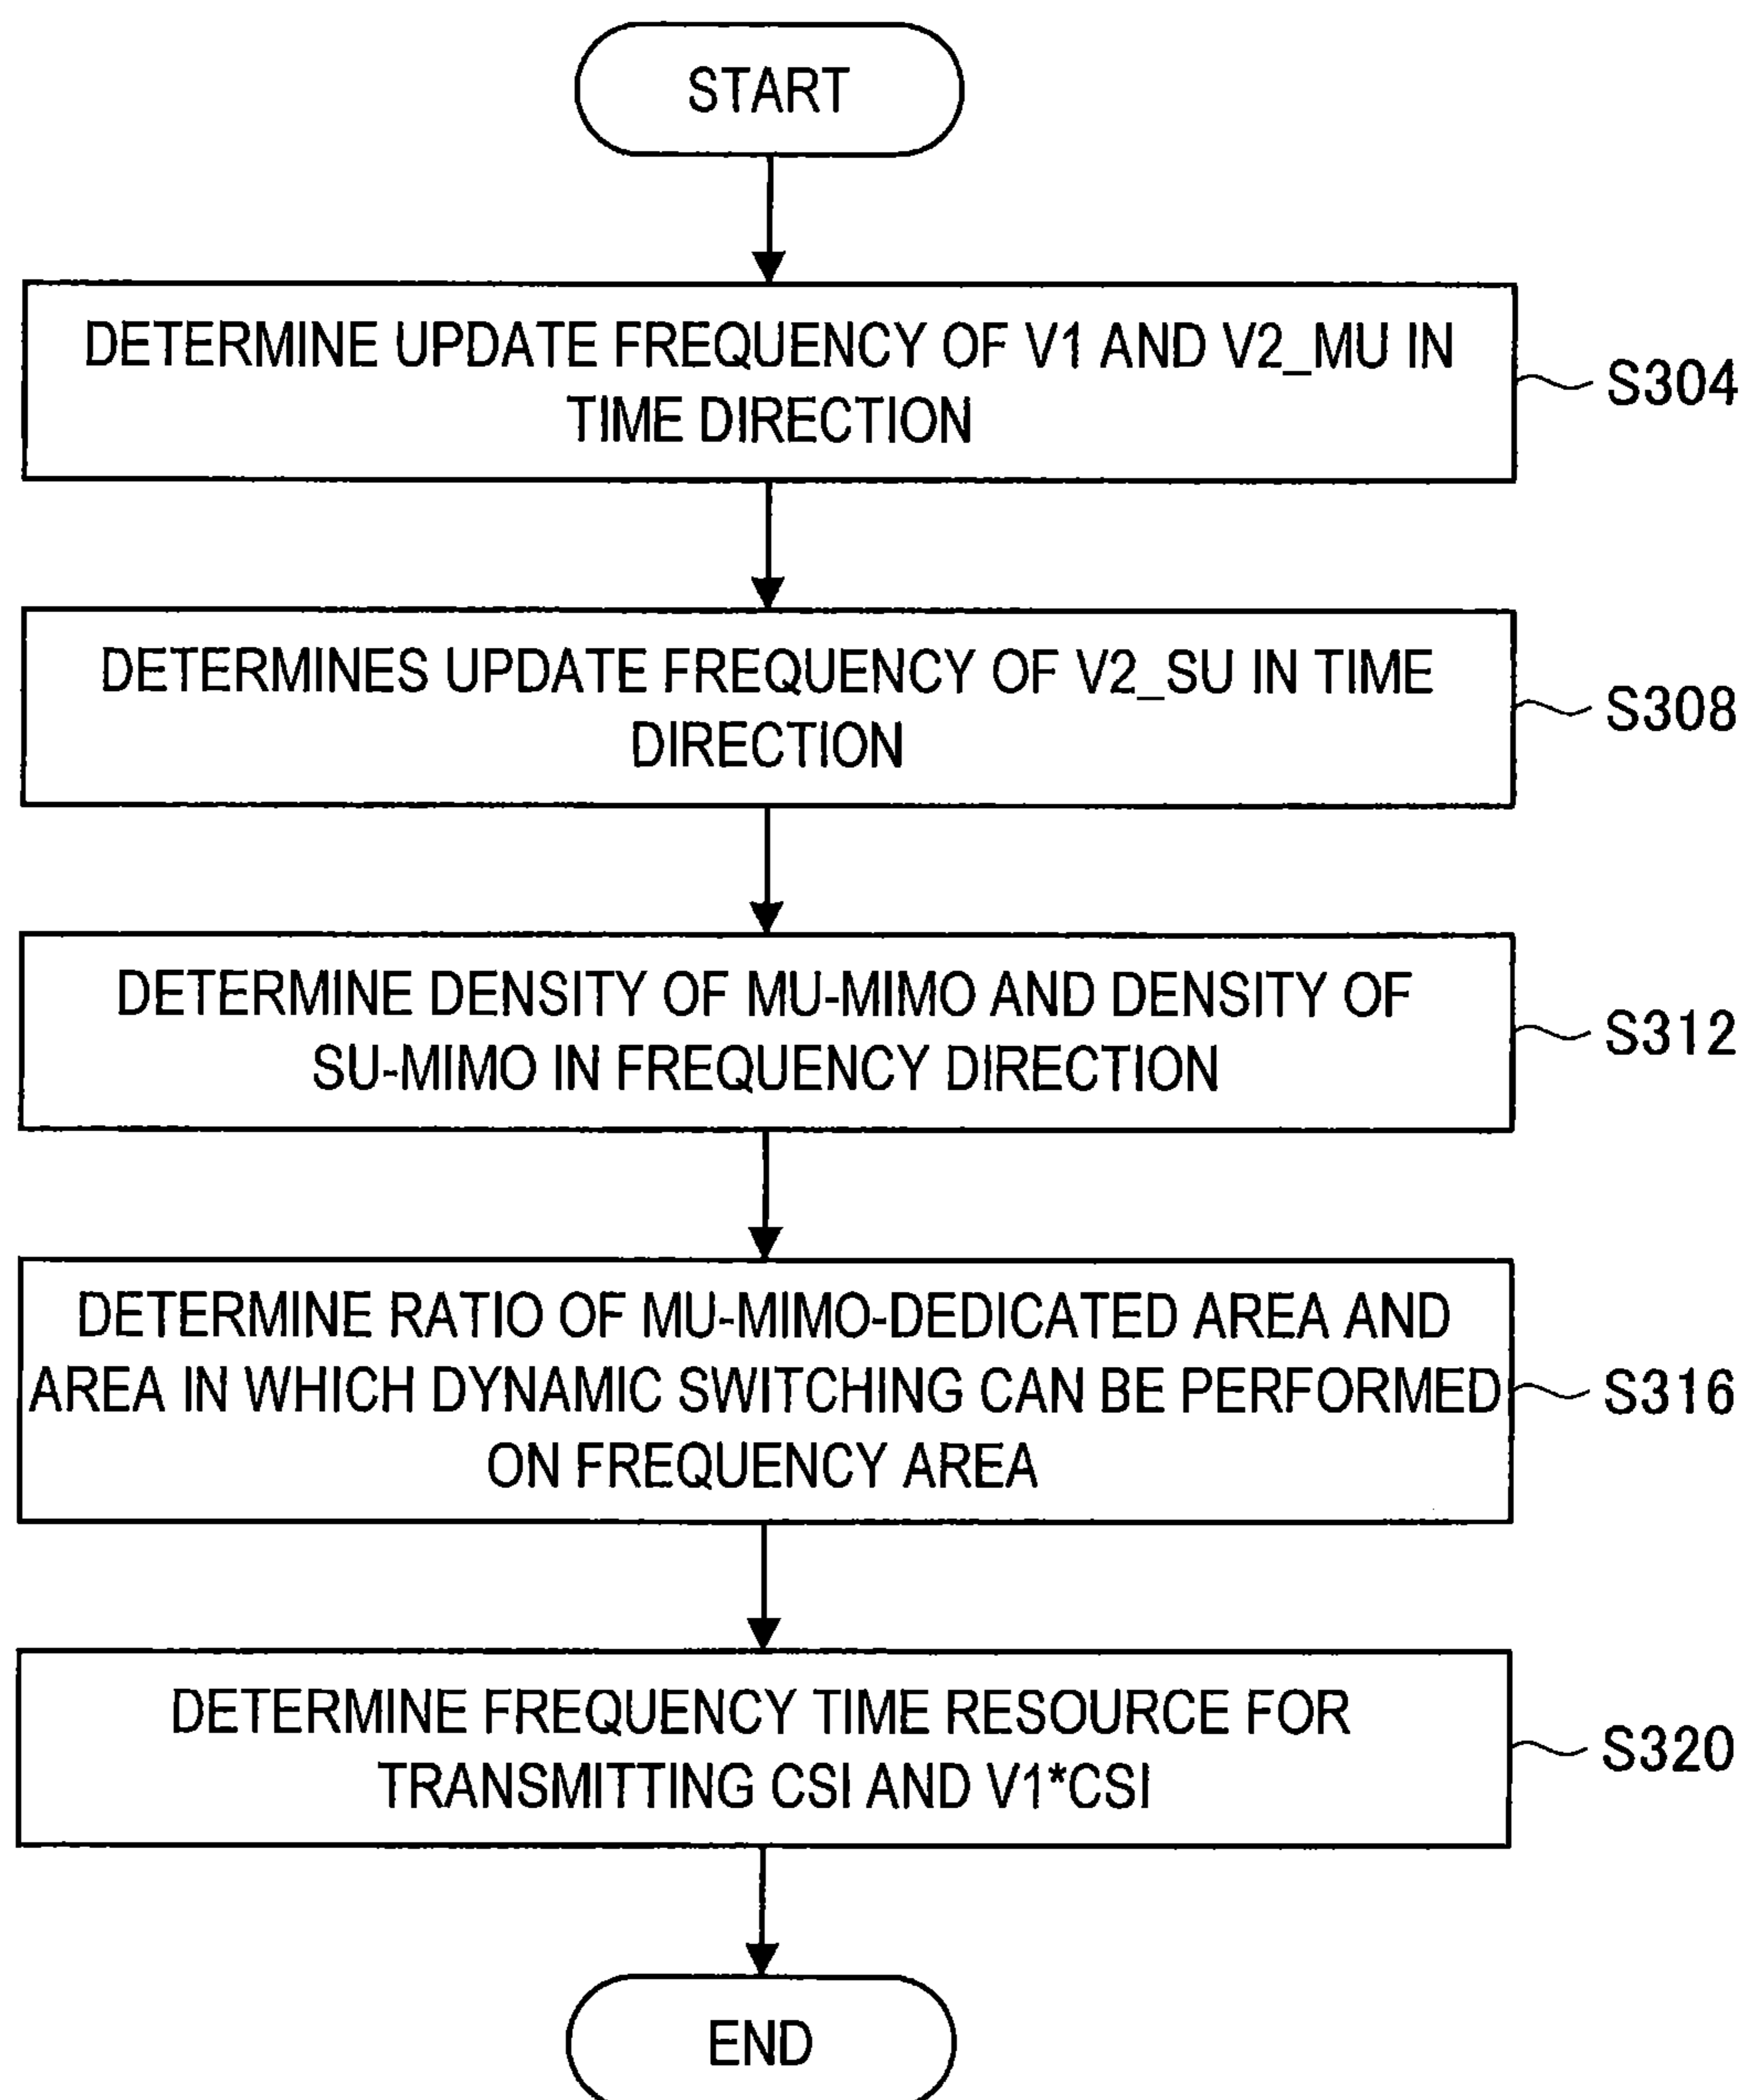 START
DETERMINE UPDATE FREQUENCY OF V1 AND V2_MU IN
TIME DIRECTION
S304
DETERMINES UPDATE FREQUENCY OF V2_SU IN TIME
DIRECTION
S308
DETERMINE DENSITY OF MU-MIMO AND DENSITY OF
SU-MIMO IN FREQUENCY DIRECTION
S312
DETERMINE RATIO OF MU-MIMO-DEDICATED AREA AND
AREA IN WHICH DYNAMIC SWITCHING CAN BE PERFORMED
ON FREQUENCY AREA
S316
DETERMINE FREQUENCY TIME RESOURCE FOR
TRANSMITTING CSI AND V1*CSI
S320
END